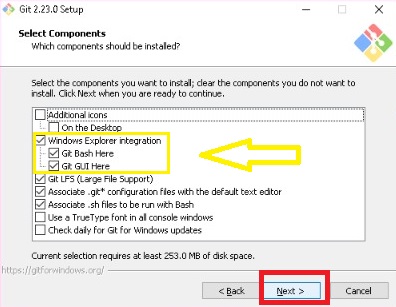 Git 2.23.0 Setup
Select Components
Which components should be installed?
Select the components you want to install; clear the components you do not want to
install. Click Next when you are ready to continue.
Additional icons
On the Desktop
Windows Explorer integration
Git Bash Here
Git GUI Here
Git LFS (Large File Support)
Associate .git* configuration files with the default text editor
Associate .sh files to be run with Bash
Use a TrueType font in all console windows
Check daily for Git for Windows updates
Current selection requires at least 253.0 MB of disk space.
https://gitforwindows.org/
< Back
Next >
Cancel